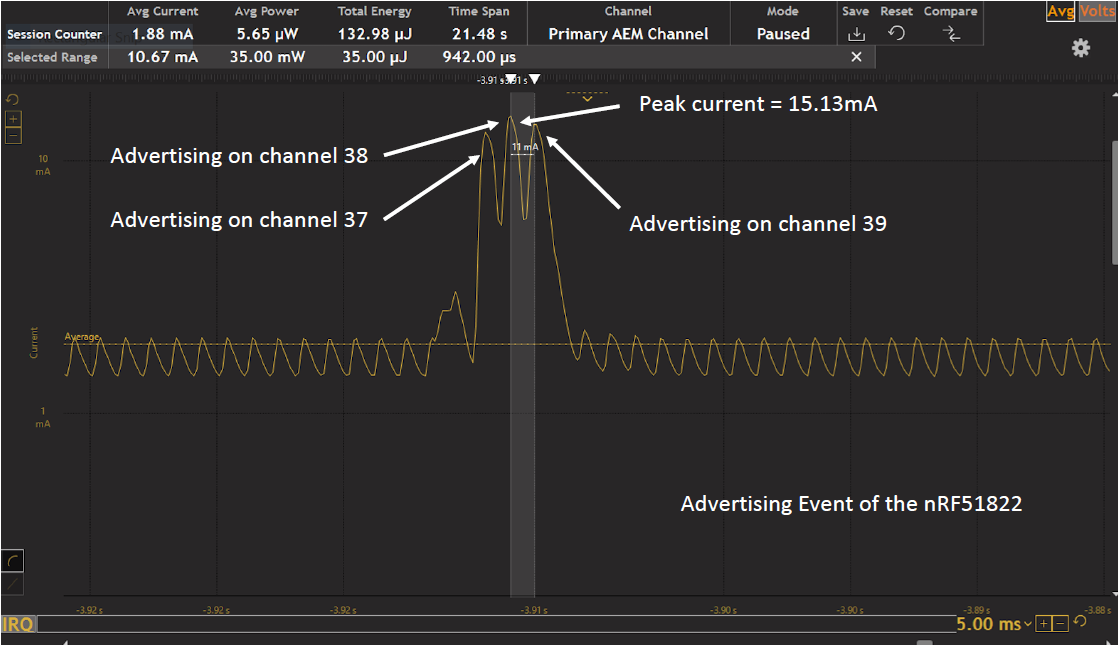 Avg Current Avg Power Total Energy Time Span Channel Mode Save Reset Compare Avg Volts
Session Counter 1.88 mA 5.65 µW 132.98 µJ 21.48 s Primary AEM Channel Paused
Selected Range 10.67 mA 35.00 mW 35.00 µJ 942.00 µs
-3.91 s
Peak current = 15.13mA
10
mA
11 mA
Advertising on channel 38
Advertising on channel 37
Advertising on channel 39
Average
Current
1
mA
Advertising Event of the nRF51822
-3.92 s -3.92 s -3.92 s -3.91 s -3.90 s -3.90 s -3.89 s -3.88 s
IRQ 5.00 ms